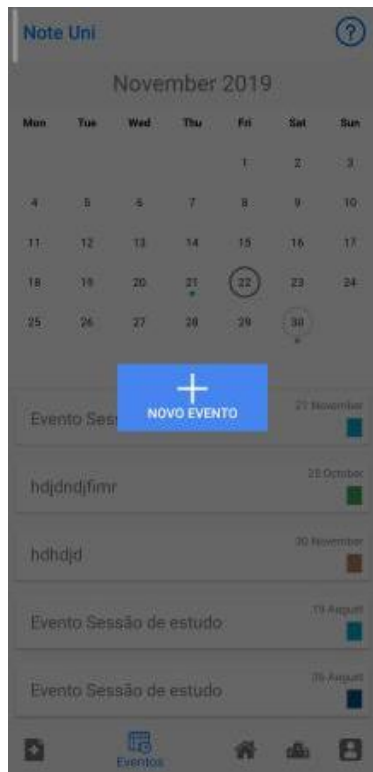 Note Uni ?
November 2019
Mon Tue Wed Thu Fri Sat Sun
1 2 3
4 5 6 7 8 9 10
11 12 13 14 15 16 17
18 19 20 21 22 23 24
25 26 27 28 29 30
NOVO EVENTO
21 November
Evento Ses
October
hdjdndjfimr
30 November
hdhdjd
19 August
Evento Sessão de estudo
August
Evento Sessão de estudo
Eventos